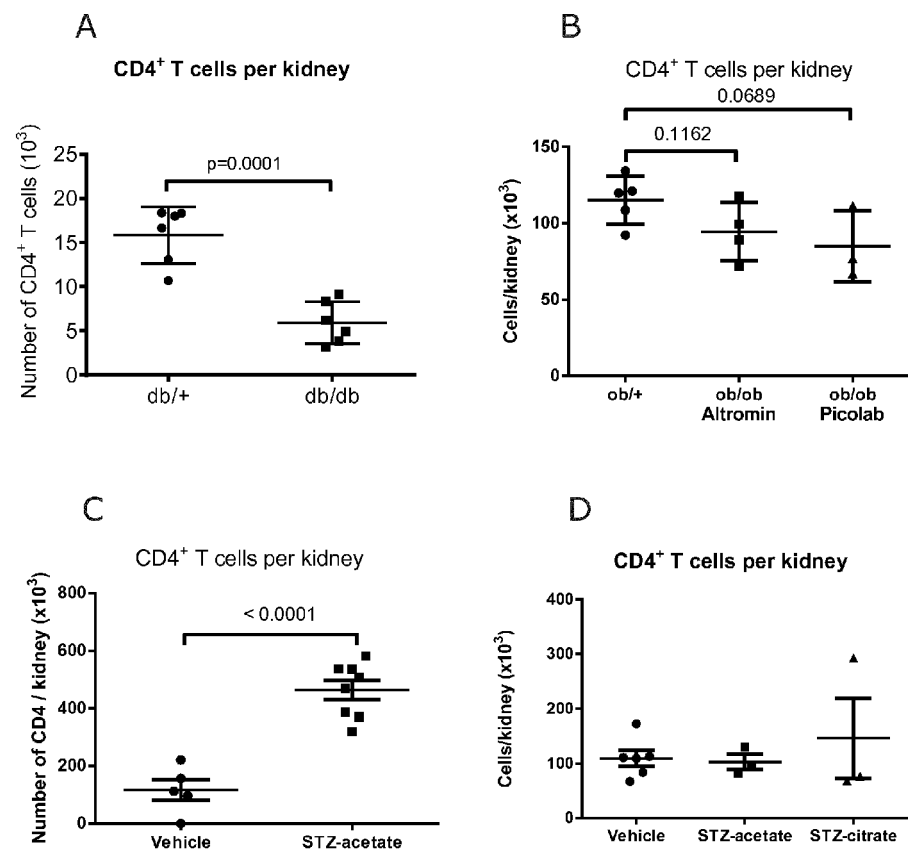 A
CD4⁺ T cells per kidney
Number of CD4⁺ T cells (10³)
p=0.0001
25
20
15
10
5
0
db/+
db/db
B
CD4⁺ T cells per kidney
0.0689
0.1162
Cells/kidney (x10³)
150
100
50
0
ob/+
ob/ob
Altromin
ob/ob
Picolab
C
CD4⁺ T cells per kidney
Number of CD4 / kidney (x10³)
< 0.0001
800
600
400
200
0
Vehicle
STZ-acetate
D
CD4⁺ T cells per kidney
Cells/kidney (x10³)
400
300
200
100
0
Vehicle
STZ-acetate
STZ-citrate